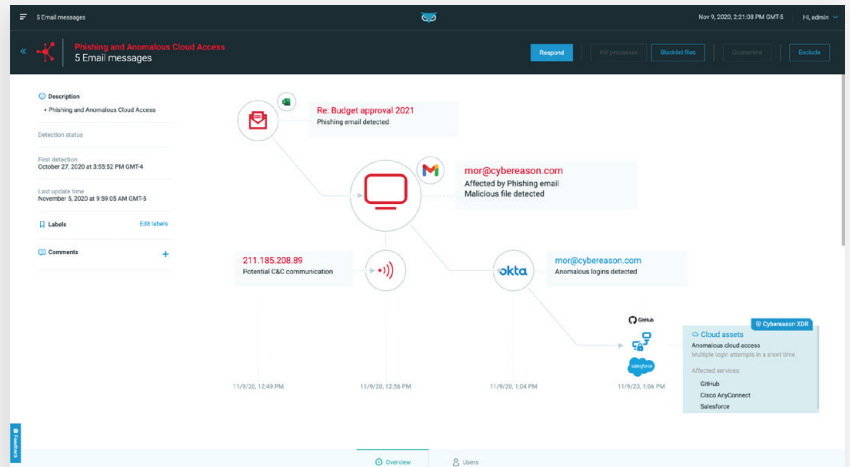 5 Email messages
Nov 9, 2020, 2:21:08 PM GMT-5
Hi, admin
Phishing and Anomalous Cloud Access
5 Email messages
Respond
Kill processes
Blacklist files
Quarantine
Exclude
Description
• Phishing and Anomalous Cloud Access
Detection status
First detection
October 27, 2020 at 3:55:52 PM GMT-4
Last update time
November 5, 2020 at 9:59:05 AM GMT-5
Labels
Edit labels
Comments
+
Re: Budget approval 2021
Phishing email detected
mor@cybereason.com
Affected by Phishing email
Malicious file detected
211.185.208.89
Potential C&C communication
okta
mor@cybereason.com
Anomalous logins detected
GitHub
salesforce
Cybereason XDR
Cloud assets
Anomalous cloud access
Multiple login attempts in a short time.
Affected services
GitHub
Cisco AnyConnect
Salesforce
11/9/20, 12:49 PM
11/9/20, 12:56 PM
11/9/20, 1:04 PM
11/9/20, 1:06 PM
Feedback
Overview
Users